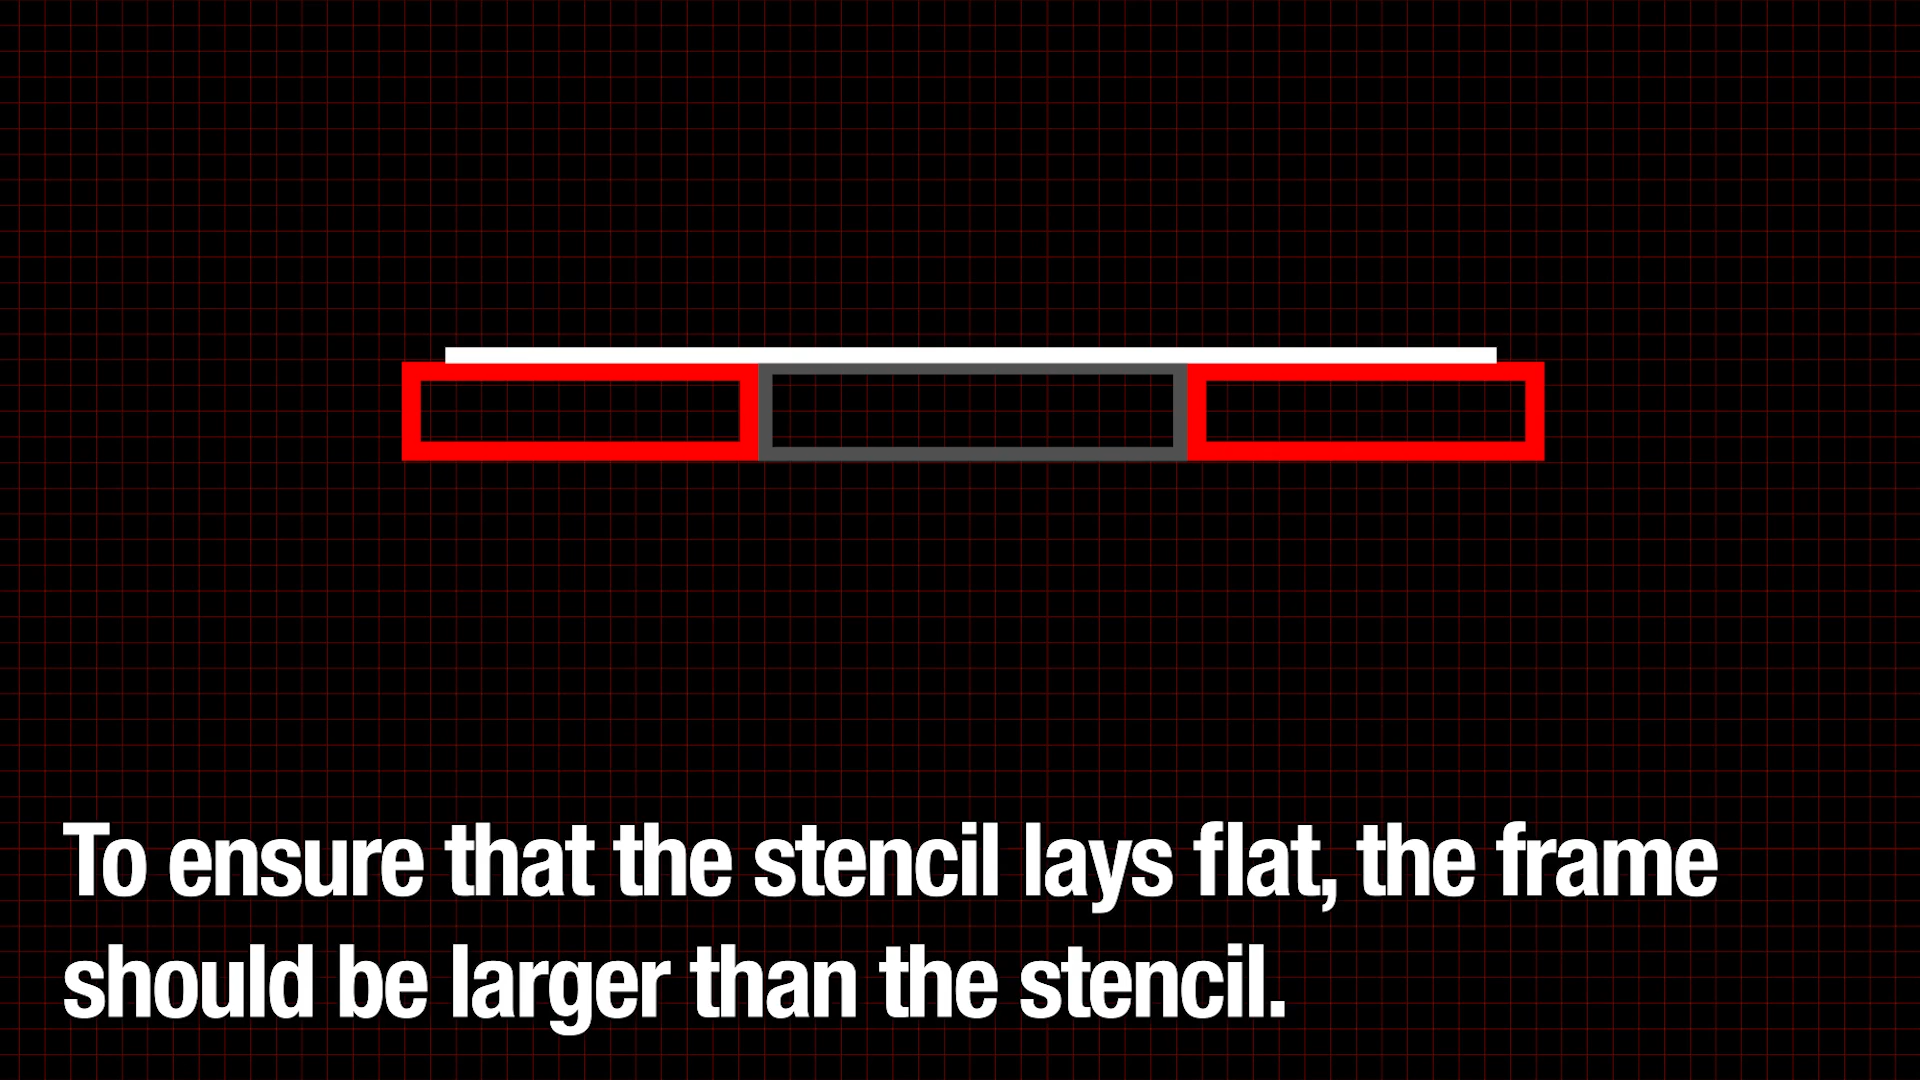 To ensure that the stencil lays flat, the frame
should be larger than the stencil.